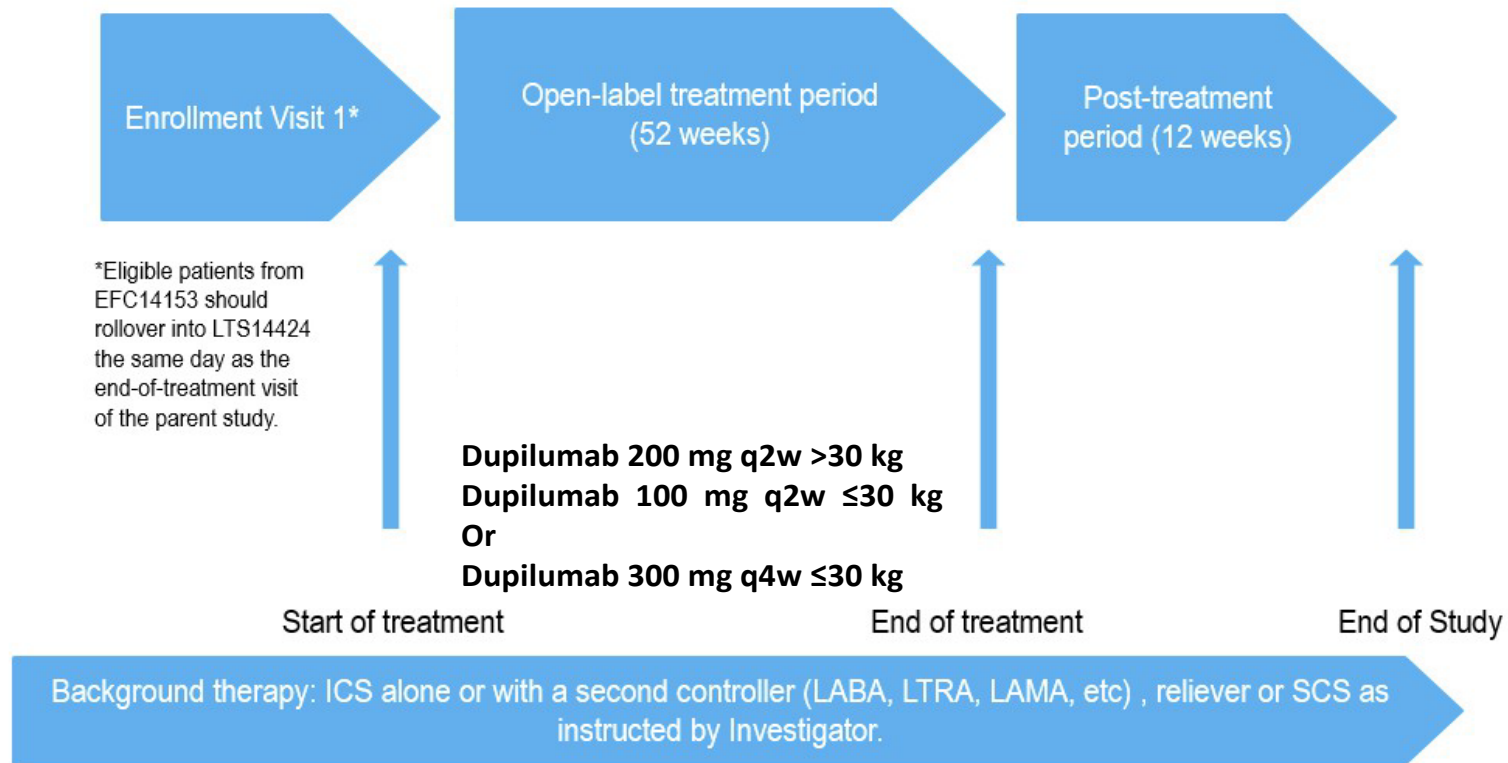 Enrollment Visit 1*
Open-label treatment period
(52 weeks)
Post-treatment
period (12 weeks)
*Eligible patients from
EFC14153 should
rollover into LTS14424
the same day as the
end-of-treatment visit
of the parent study.
Dupilumab 200 mg q2w >30 kg
Dupilumab 100 mg q2w ≤30 kg
Or
Dupilumab 300 mg q4w ≤30 kg
Start of treatment
End of treatment
End of Study
Background therapy: ICS alone or with a second controller (LABA, LTRA, LAMA, etc) , reliever or SCS as
instructed by Investigator.